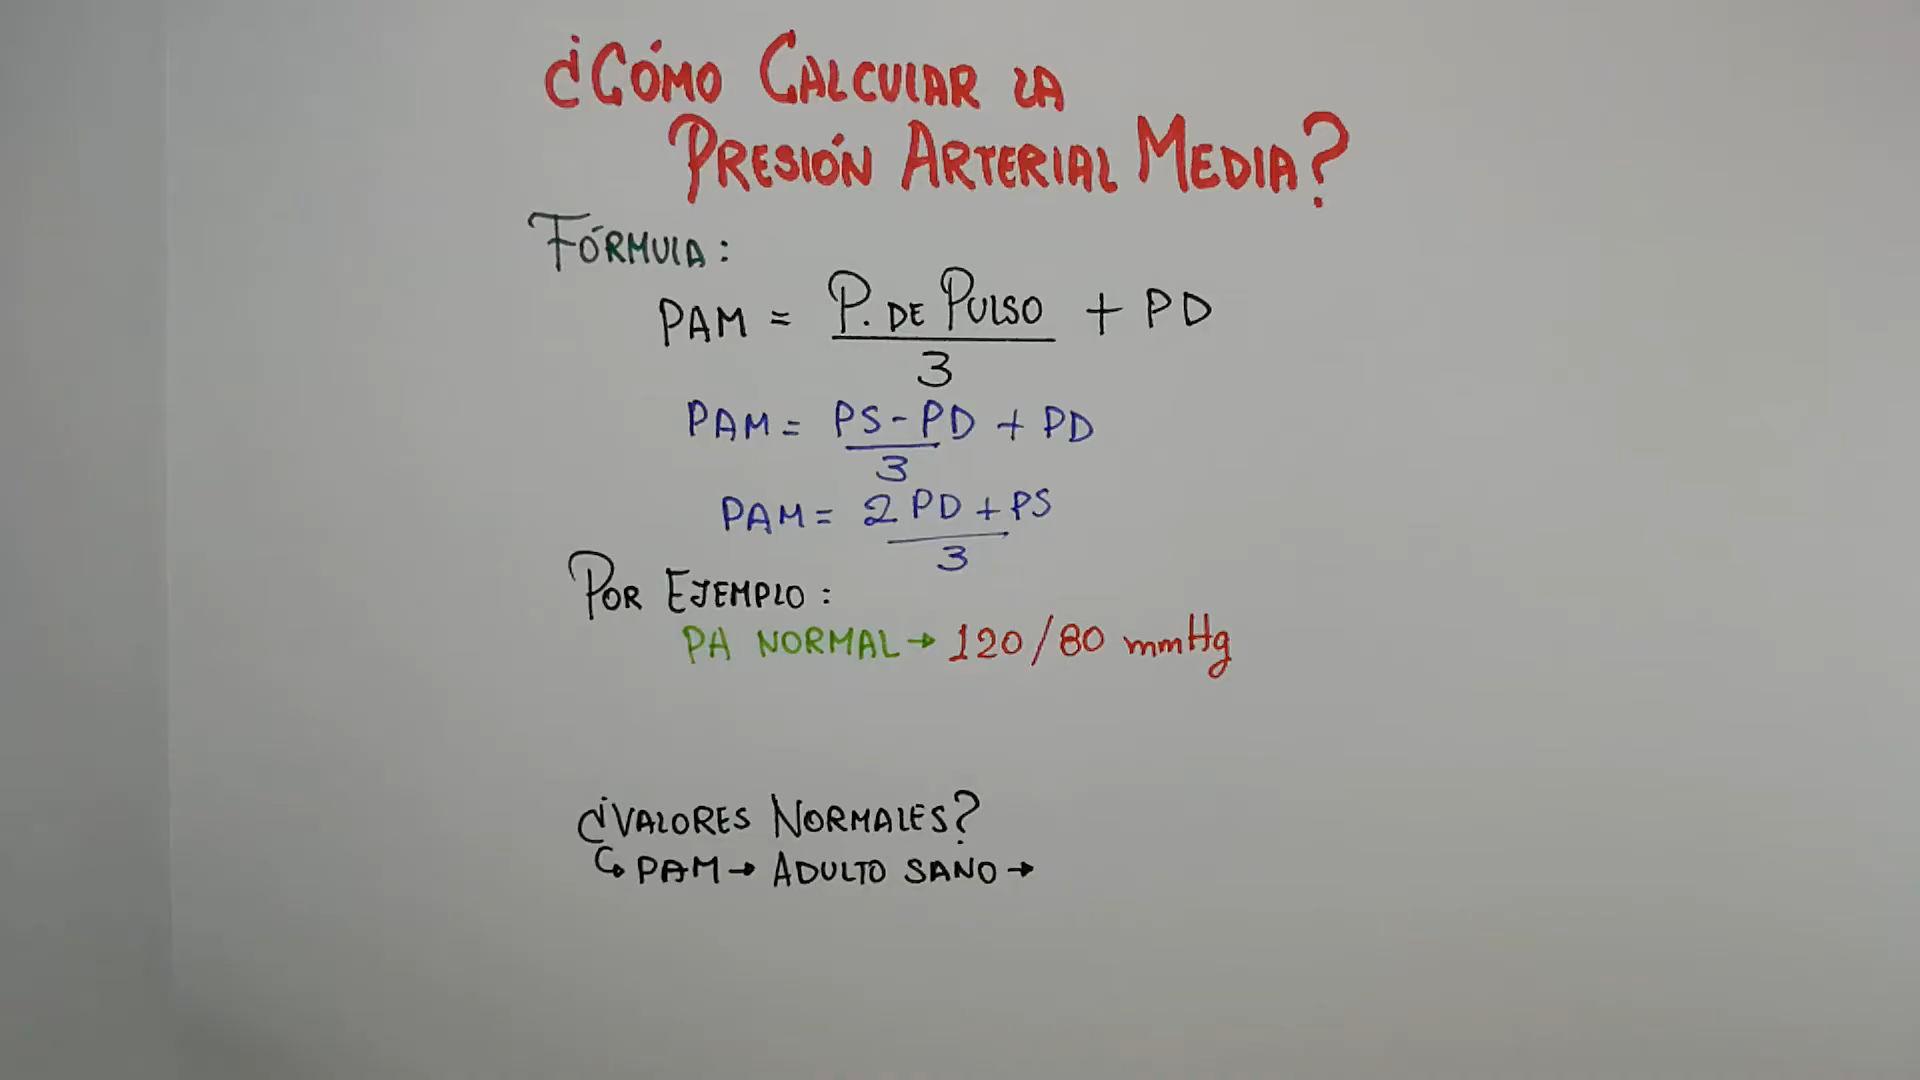 ¿Cómo Calcular la
Presión Arterial Media?
Fórmula:
PAM = P. de Pulso + PD
3
PAM = PS - PD + PD
3
PAM = 2 PD + PS
3
Por Ejemplo:
PA NORMAL → 120/80 mmHg
¿Valores Normales?
↳ PAM → Adulto sano →